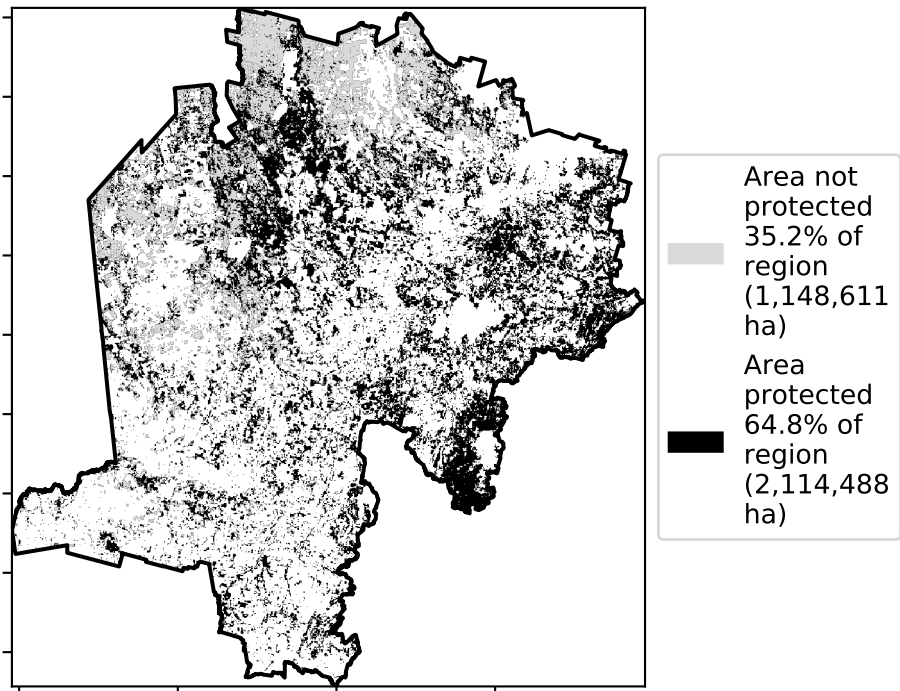 Area not
protected
35.2% of
region
(1,148,611
ha)
Area
protected
64.8% of
region
(2,114,488
ha)